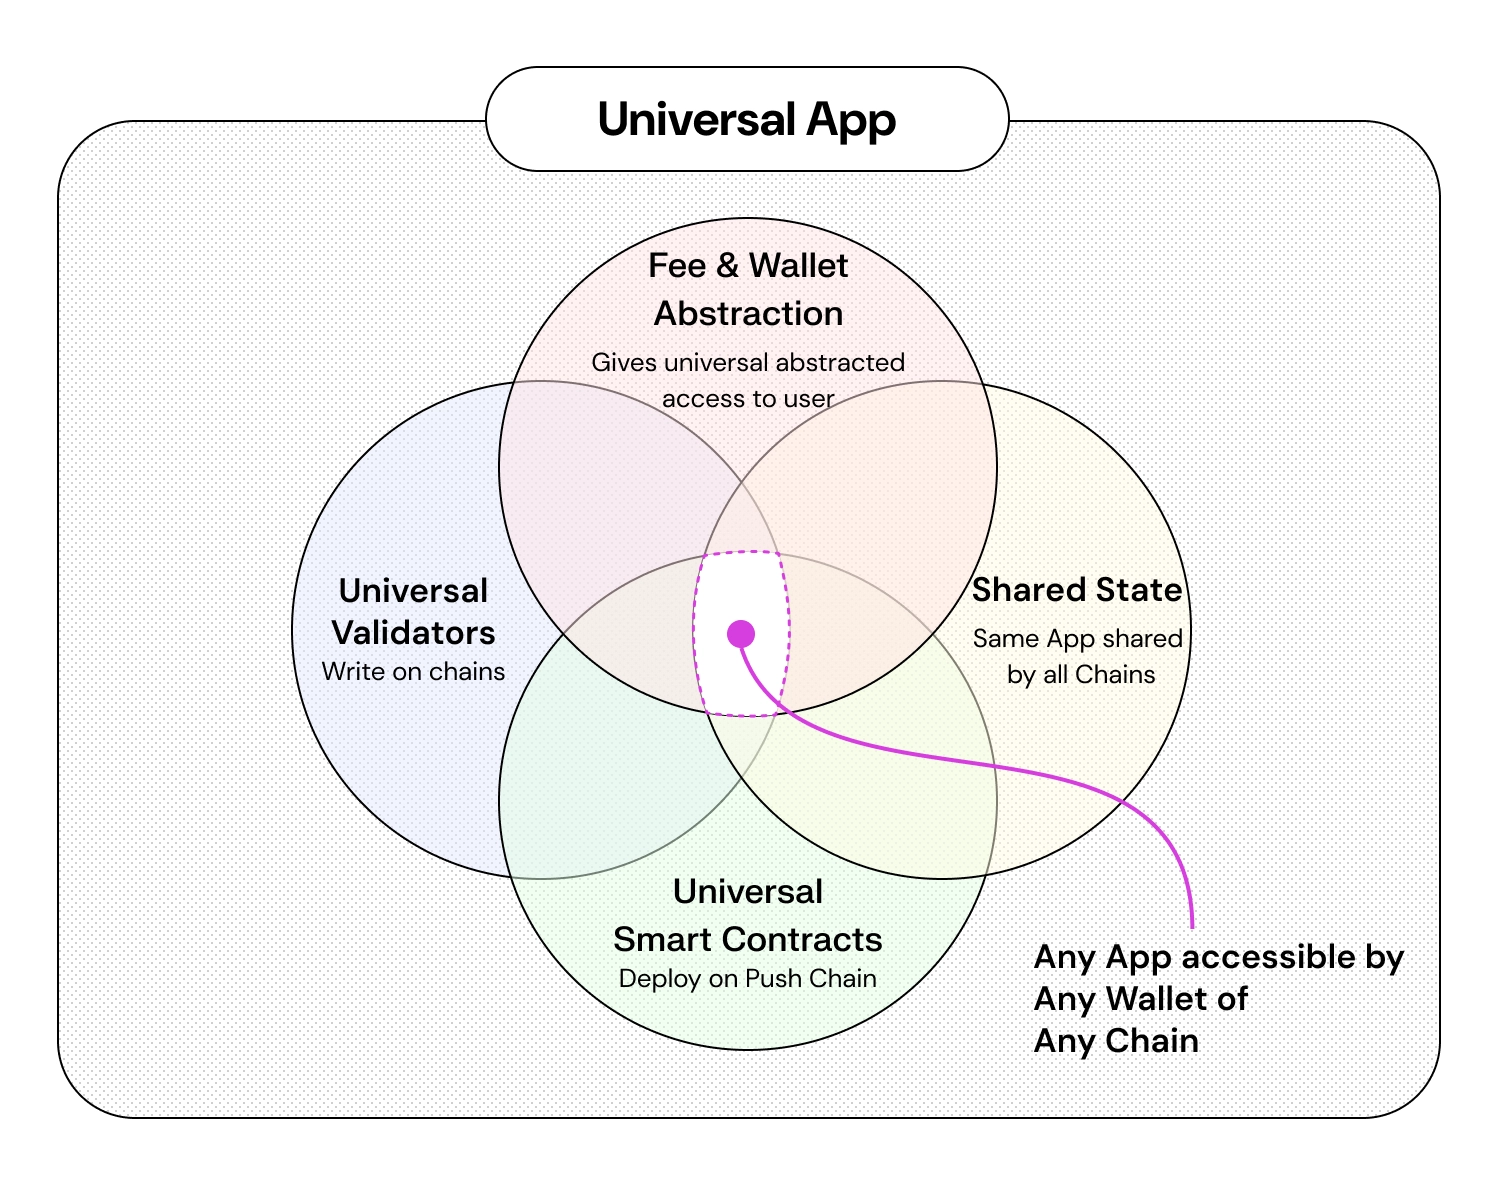 Universal App
Fee & Wallet
Abstraction
Gives universal abstracted
access to user
Universal
Validators
Write on chains
Shared State
Same App shared
by all Chains
Universal
Smart Contracts
Deploy on Push Chain
Any App accessible by
Any Wallet of
Any Chain